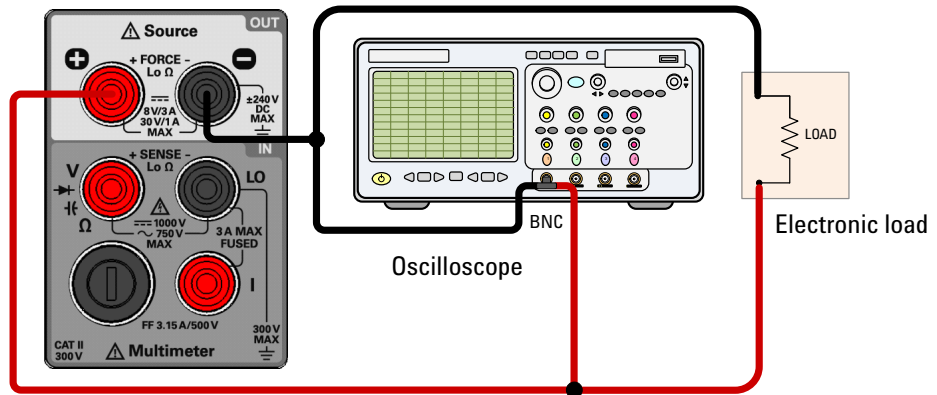 OUT
⚠ Source
+ FORCE -
Lo Ω
8 V/3 A
30 V/1 A
MAX
±240 V
DC
MAX
IN
+ SENSE -
Lo Ω
V
Ω
LO
1000 V
750 V
MAX
3 A MAX
FUSED
I
FF 3.15 A/500 V
CAT II
300 V
⚠ Multimeter
300 V
MAX
BNC
Oscilloscope
LOAD
Electronic load